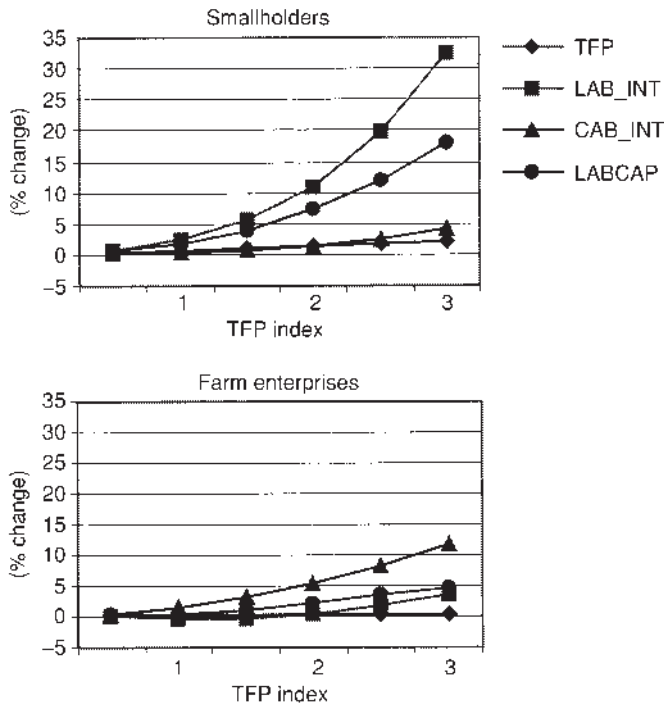 Smallholders
35
30
25
20
15
10
5
0
−5
(% change)
1 2 3
TFP index
TFP
LAB_INT
CAB_INT
LABCAP
Farm enterprises
35
30
25
20
15
10
5
0
−5
(% change)
1 2 3
TFP index